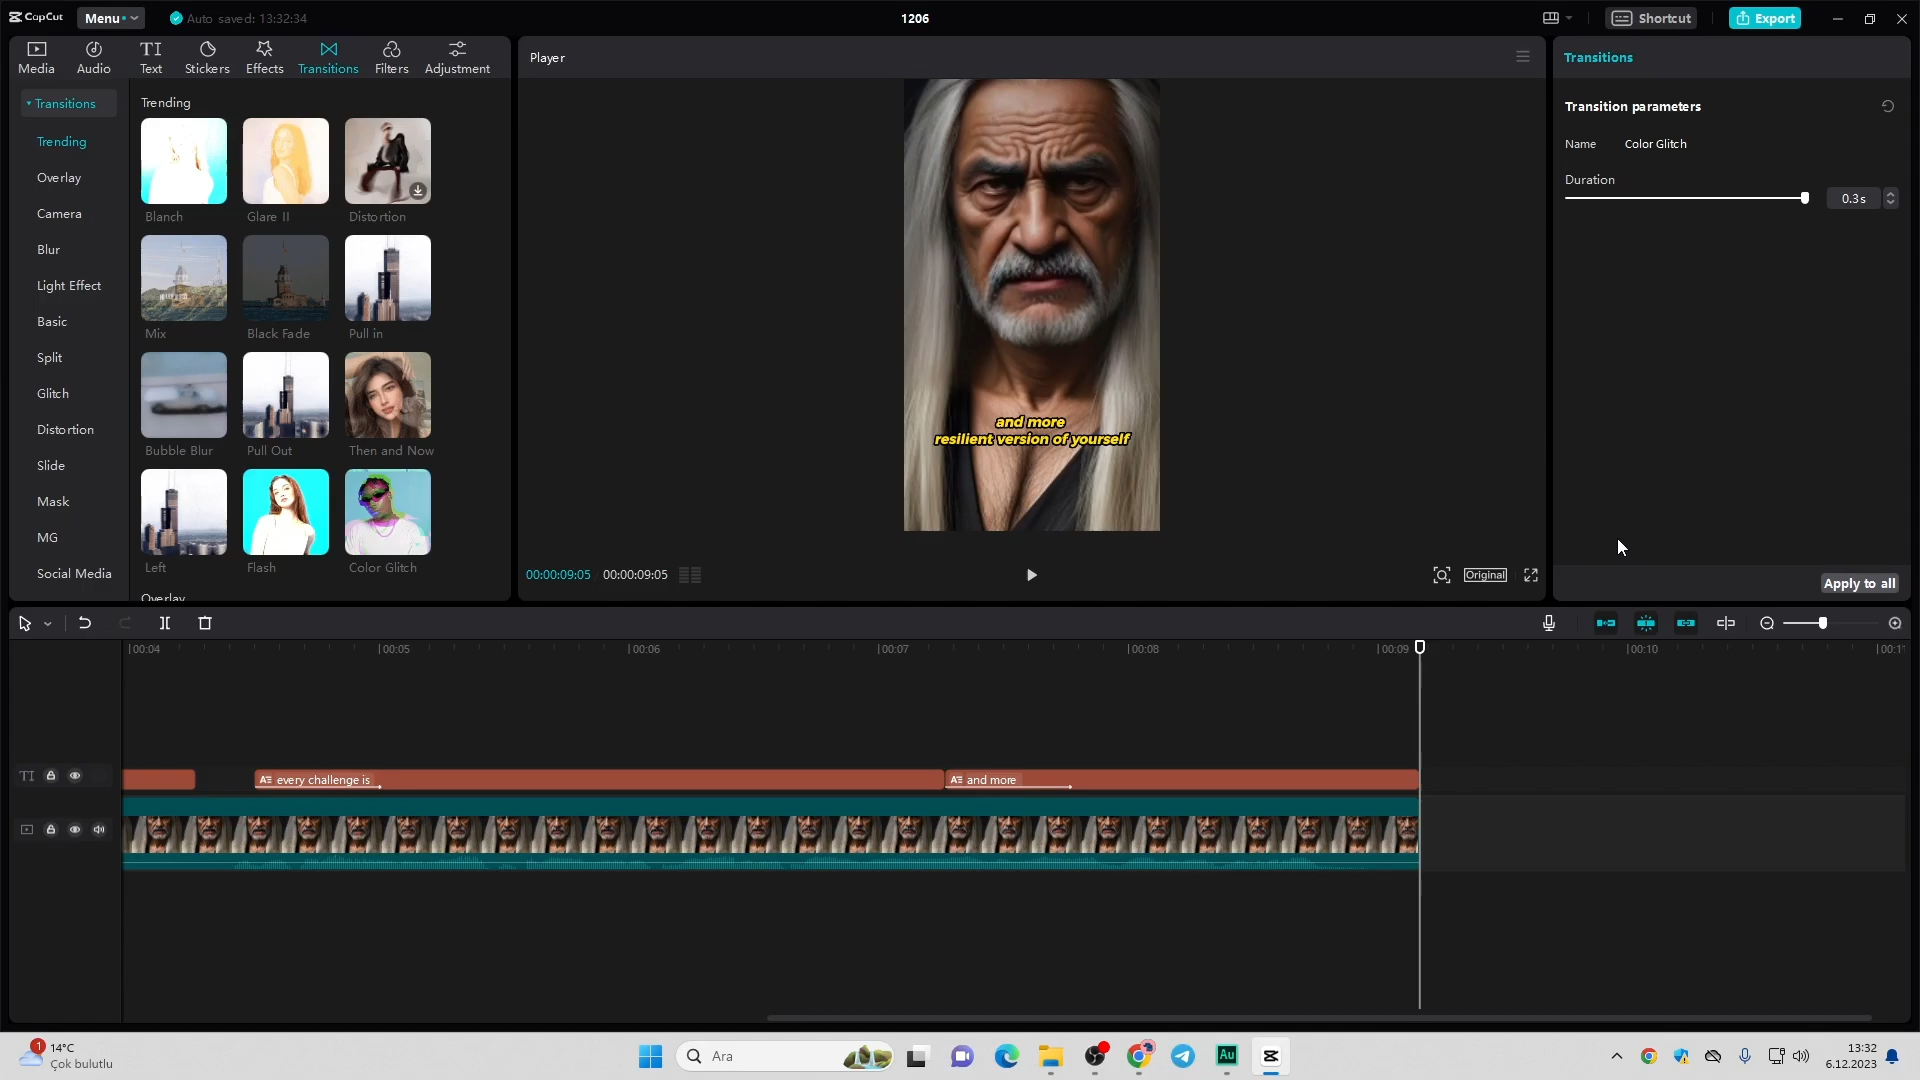 CapCut
Menu
Auto saved: 13:32:34
1206
Shortcut
Export
Media
Audio
Text
Stickers
Effects
Transitions
Filters
Adjustment
Player
Transitions
Transitions
Trending
Overlay
Camera
Blur
Light Effect
Basic
Split
Glitch
Distortion
Slide
Mask
MG
Social Media
Trending
Blanch
Glare II
Distortion
Mix
Black Fade
Pull in
Bubble Blur
Pull Out
Then and Now
Left
Flash
Color Glitch
Overlay
and more
resilient version of yourself
00:00:09:05
00:00:09:05
Original
Transition parameters
Name
Color Glitch
Duration
0.3s
Apply to all
00:04
00:05
00:06
00:07
00:08
00:09
00:10
00:1
TI
every challenge is
and more
1
14°C
Çok bulutlu
Ara
Au
13:32
6.12.2023